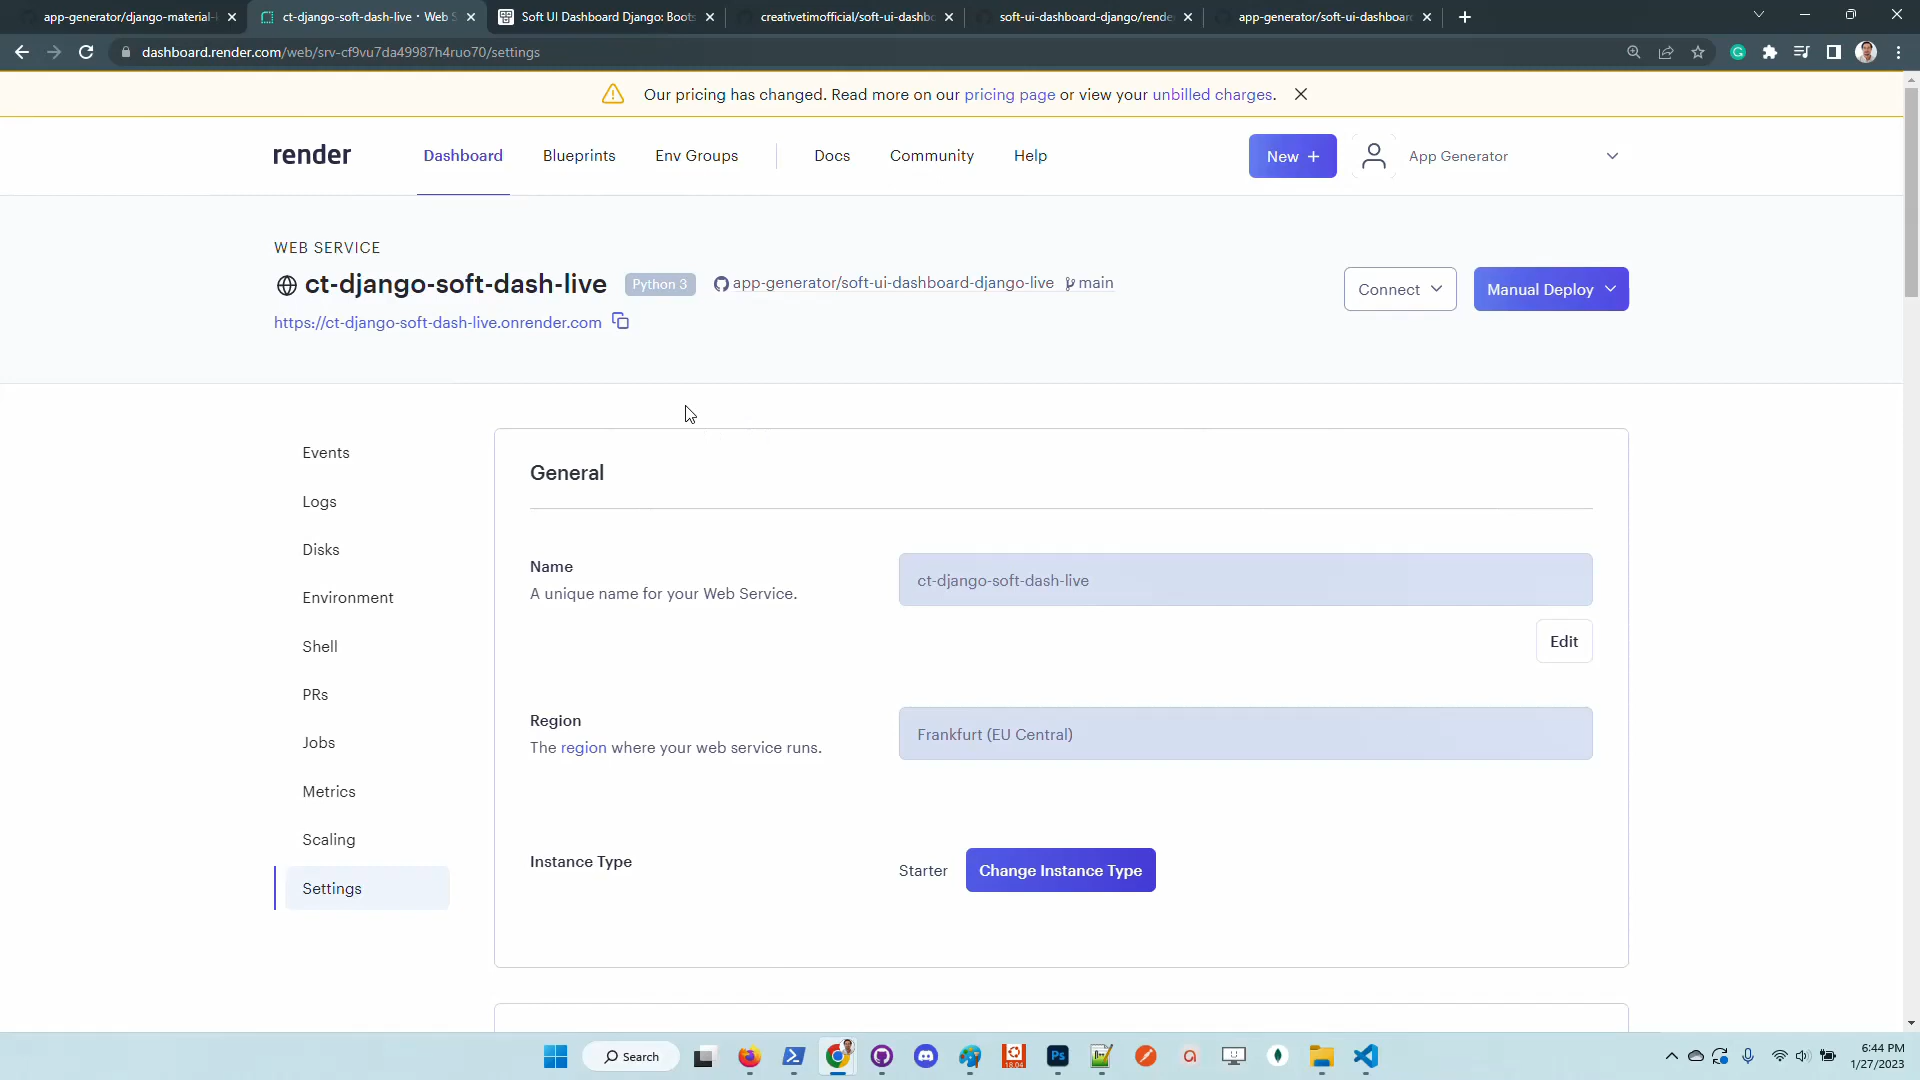 app-generator/django-material-
ct-django-soft-dash-live · Web S
Soft UI Dashboard Django: Boots
creativetimofficial/soft-ui-dashbo
soft-ui-dashboard-django/rende
app-generator/soft-ui-dashboar
dashboard.render.com/web/srv-cf9vu7da49987h4ruo70/settings
Our pricing has changed. Read more on our pricing page or view your unbilled charges.
render
Dashboard
Blueprints
Env Groups
Docs
Community
Help
New +
App Generator
WEB SERVICE
ct-django-soft-dash-live
Python 3
app-generator/soft-ui-dashboard-django-live
main
Connect
Manual Deploy
https://ct-django-soft-dash-live.onrender.com
Events
Logs
Disks
Environment
Shell
PRs
Jobs
Metrics
Scaling
Settings
General
Name
A unique name for your Web Service.
ct-django-soft-dash-live
Edit
Region
The region where your web service runs.
Frankfurt (EU Central)
Instance Type
Starter
Change Instance Type
Search
Ps
18.04
6:44 PM
1/27/2023